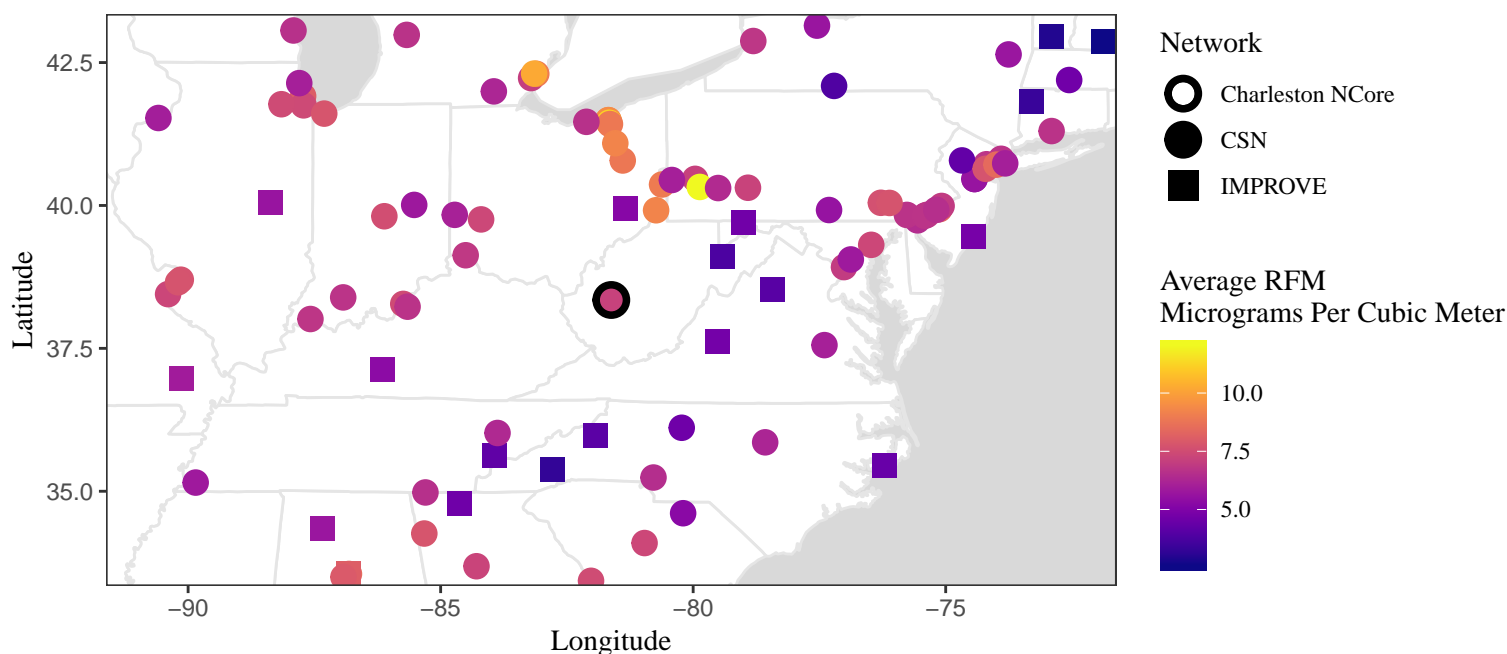 42.5
40.0
37.5
35.0
Latitude
−90
−85
−80
−75
Longitude
Network
Charleston NCore
CSN
IMPROVE
Average RFM
Micrograms Per Cubic Meter
10.0
7.5
5.0